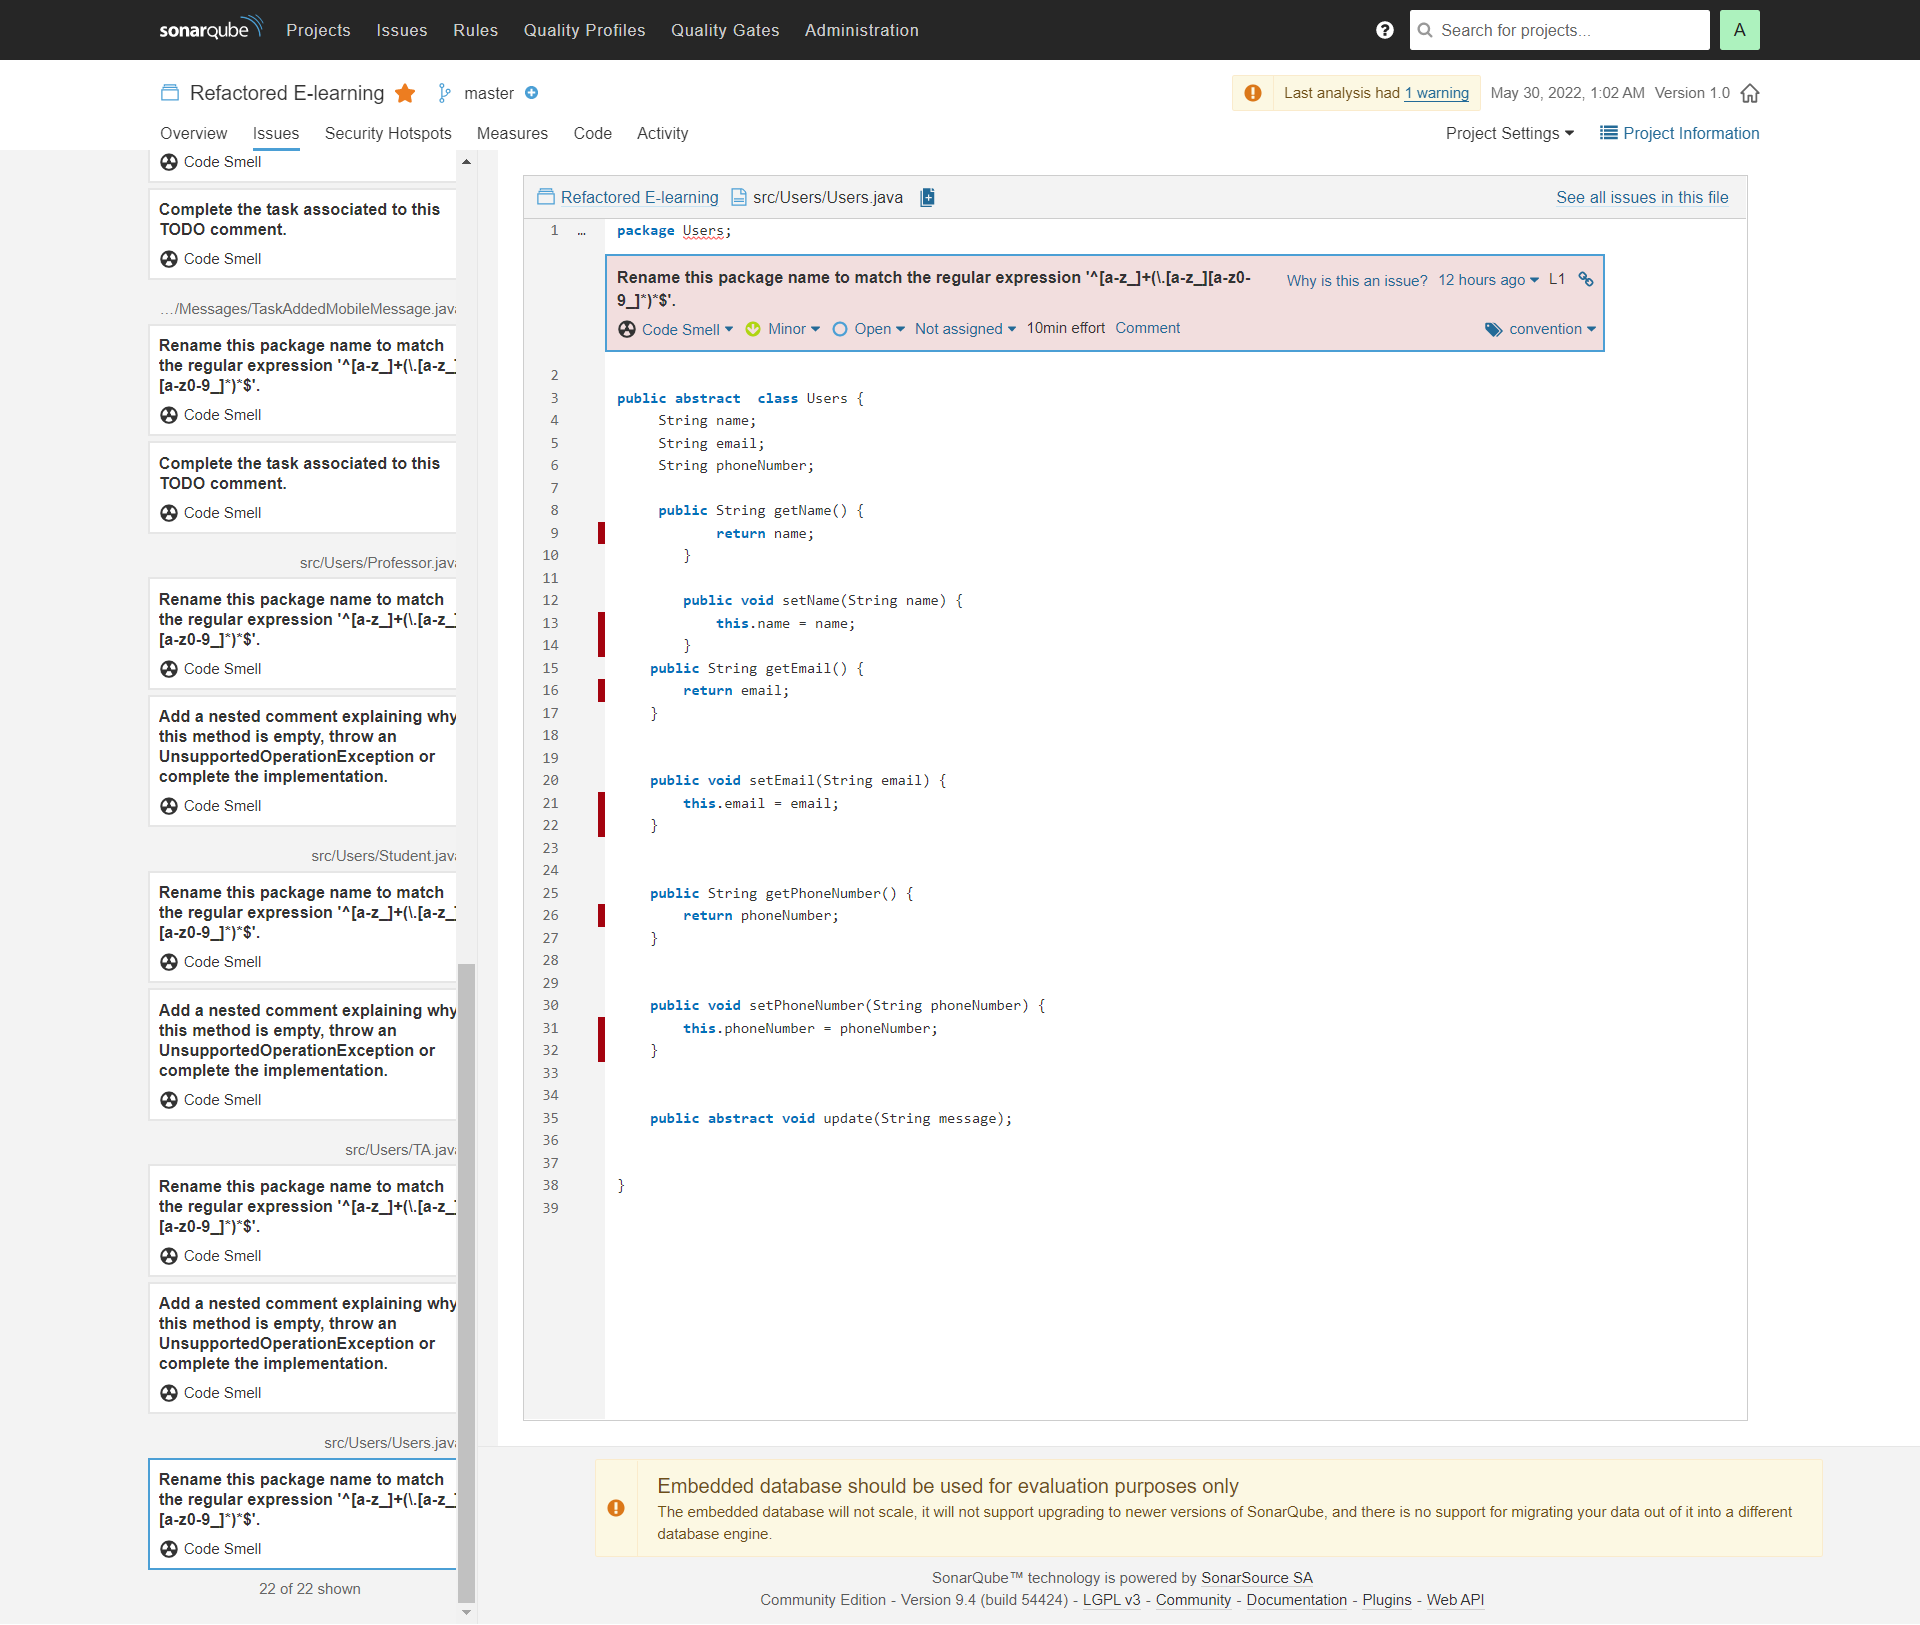 sonarqube Projects Issues Rules Quality Profiles Quality Gates Administration Search for projects... A
Refactored E-learning master Last analysis had 1 warning May 30, 2022, 1:02 AM Version 1.0
Overview Issues Security Hotspots Measures Code Activity Project Settings Project Information
Code Smell
Complete the task associated to this
TODO comment.
Code Smell
…/Messages/TaskAddedMobileMessage.java
Rename this package name to match
the regular expression '^[a-z_]+(\.[a-z_]
[a-z0-9_]*)*$'.
Code Smell
Complete the task associated to this
TODO comment.
Code Smell
src/Users/Professor.java
Rename this package name to match
the regular expression '^[a-z_]+(\.[a-z_]
[a-z0-9_]*)*$'.
Code Smell
Add a nested comment explaining why
this method is empty, throw an
UnsupportedOperationException or
complete the implementation.
Code Smell
src/Users/Student.java
Rename this package name to match
the regular expression '^[a-z_]+(\.[a-z_]
[a-z0-9_]*)*$'.
Code Smell
Add a nested comment explaining why
this method is empty, throw an
UnsupportedOperationException or
complete the implementation.
Code Smell
src/Users/TA.java
Rename this package name to match
the regular expression '^[a-z_]+(\.[a-z_]
[a-z0-9_]*)*$'.
Code Smell
Add a nested comment explaining why
this method is empty, throw an
UnsupportedOperationException or
complete the implementation.
Code Smell
src/Users/Users.java
Rename this package name to match
the regular expression '^[a-z_]+(\.[a-z_]
[a-z0-9_]*)*$'.
Code Smell
22 of 22 shown
Refactored E-learning src/Users/Users.java See all issues in this file
1 … package Users;
Rename this package name to match the regular expression '^[a-z_]+(\.[a-z_][a-z0- Why is this an issue? 12 hours ago L1
9_]*)*$'.
Code Smell Minor Open Not assigned 10min effort Comment convention
2
3 public abstract  class Users {
4 String name;
5 String email;
6 String phoneNumber;
7
8 public String getName() {
9 return name;
10 }
11
12 public void setName(String name) {
13 this.name = name;
14 }
15 public String getEmail() {
16 return email;
17 }
18
19
20 public void setEmail(String email) {
21 this.email = email;
22 }
23
24
25 public String getPhoneNumber() {
26 return phoneNumber;
27 }
28
29
30 public void setPhoneNumber(String phoneNumber) {
31 this.phoneNumber = phoneNumber;
32 }
33
34
35 public abstract void update(String message);
36
37
38 }
39
Embedded database should be used for evaluation purposes only
The embedded database will not scale, it will not support upgrading to newer versions of SonarQube, and there is no support for migrating your data out of it into a different
database engine.
SonarQube™ technology is powered by SonarSource SA
Community Edition - Version 9.4 (build 54424) - LGPL v3 - Community - Documentation - Plugins - Web API